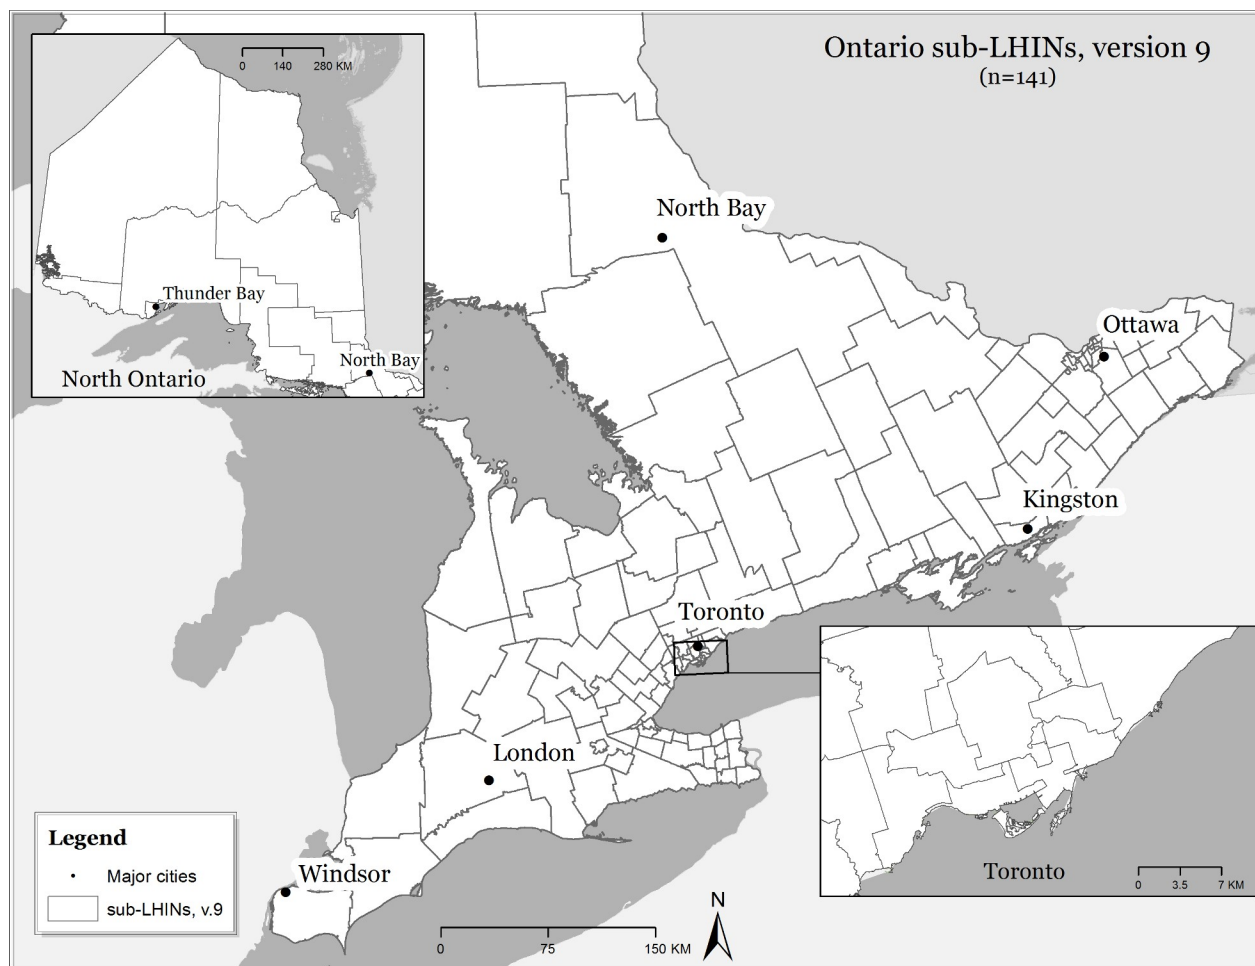 Ontario sub-LHINs, version 9
(n=141)
0 140 280 KM
Thunder Bay
North Bay
North Ontario
North Bay
Ottawa
Kingston
Toronto
London
Windsor
Legend
Major cities
sub-LHINs, v.9
0 75 150 KM
N
Toronto
0 3.5 7 KM